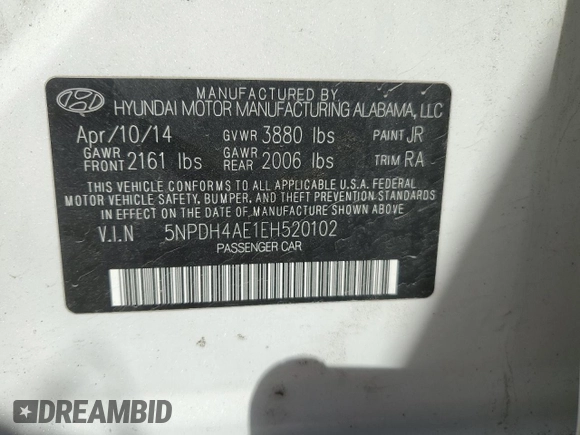 MANUFACTURED BY
HYUNDAI MOTOR MANUFACTURING ALABAMA, LLC
Apr/10/14 GVWR 3880 lbs PAINT JR
GAWR FRONT 2161 lbs GAWR REAR 2006 lbs TRIM RA
THIS VEHICLE CONFORMS TO ALL APPLICABLE U.S.A. FEDERAL
MOTOR VEHICLE SAFETY, BUMPER, AND THEFT PREVENTION STANDARDS
IN EFFECT ON THE DATE OF MANUFACTURE SHOWN ABOVE.
V.I.N 5NPDH4AE1EH520102
PASSENGER CAR
DREAMBID